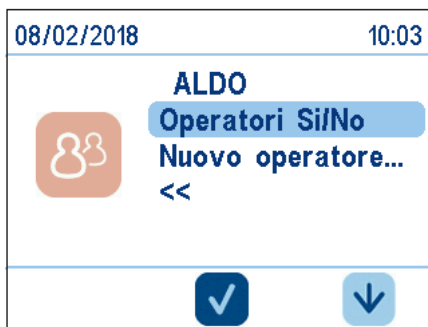 08/02/2018 10:03
ALDO
Operatori Si/No
Nuovo operatore...
<<